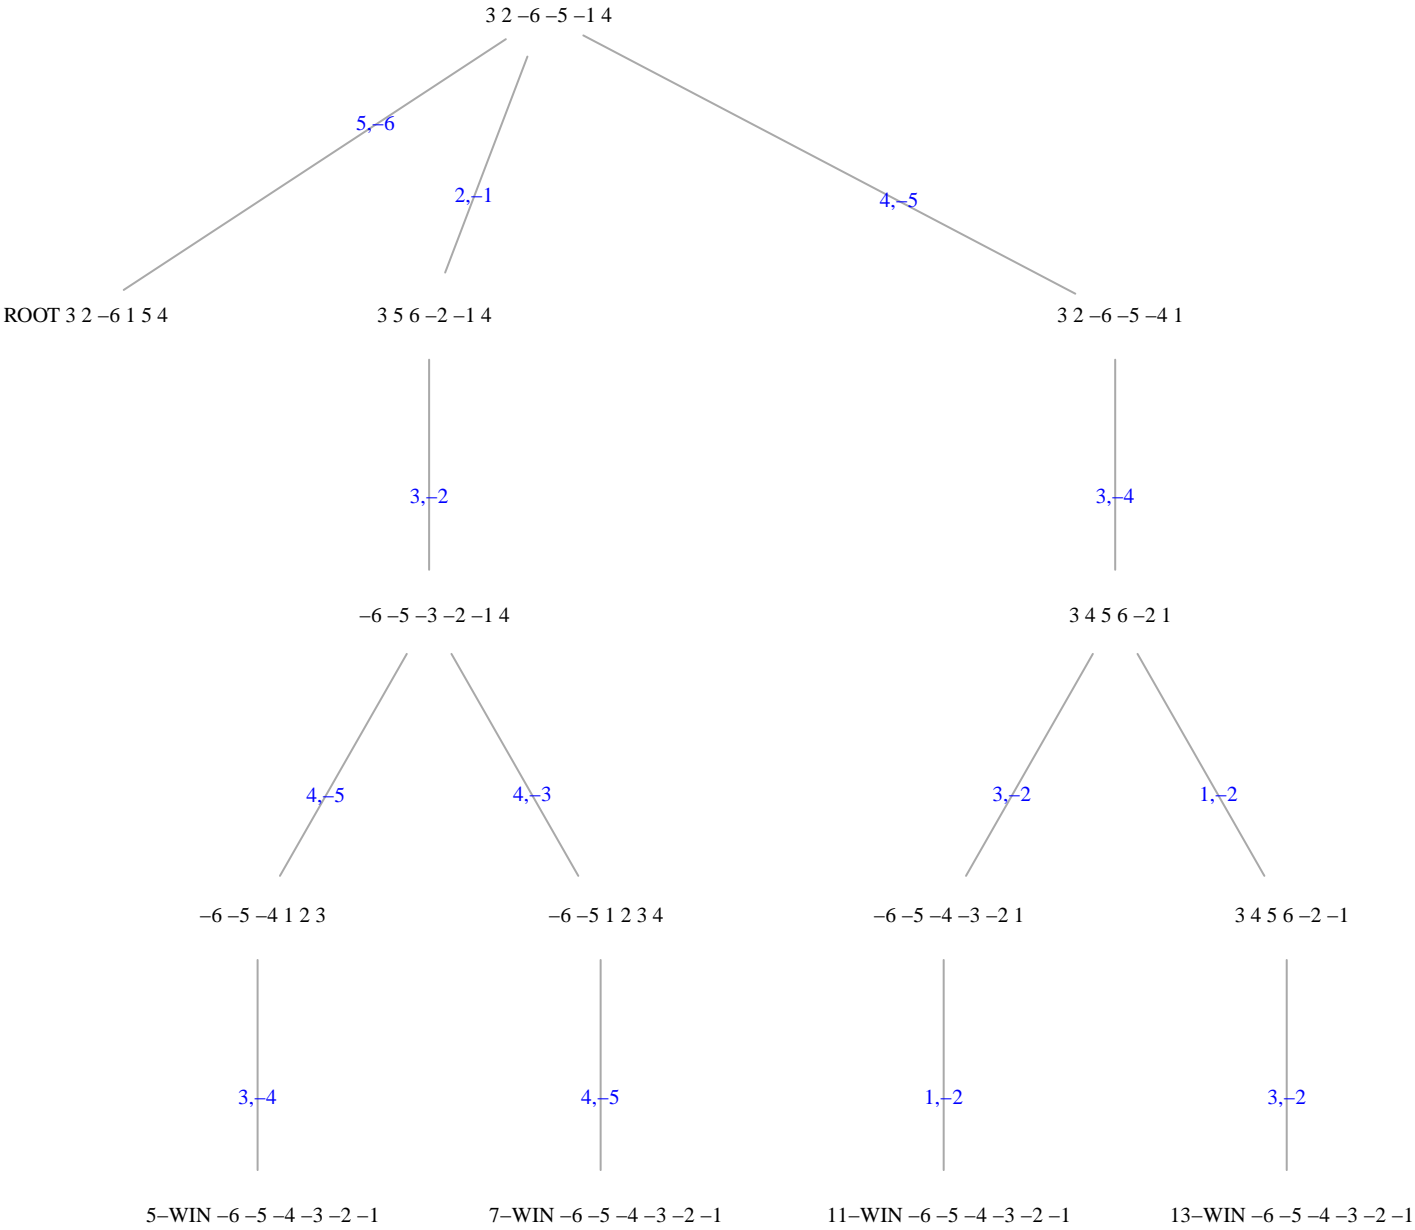 3 2 –6 –5 –1 4
5,–6
2,–1
4,–5
ROOT 3 2 –6 1 5 4
3 5 6 –2 –1 4
3 2 –6 –5 –4 1
3,–2
3,–4
–6 –5 –3 –2 –1 4
3 4 5 6 –2 1
4,–5
4,–3
3,–2
1,–2
–6 –5 –4 1 2 3
–6 –5 1 2 3 4
–6 –5 –4 –3 –2 1
3 4 5 6 –2 –1
3,–4
4,–5
1,–2
3,–2
5–WIN –6 –5 –4 –3 –2 –1
7–WIN –6 –5 –4 –3 –2 –1
11–WIN –6 –5 –4 –3 –2 –1
13–WIN –6 –5 –4 –3 –2 –1